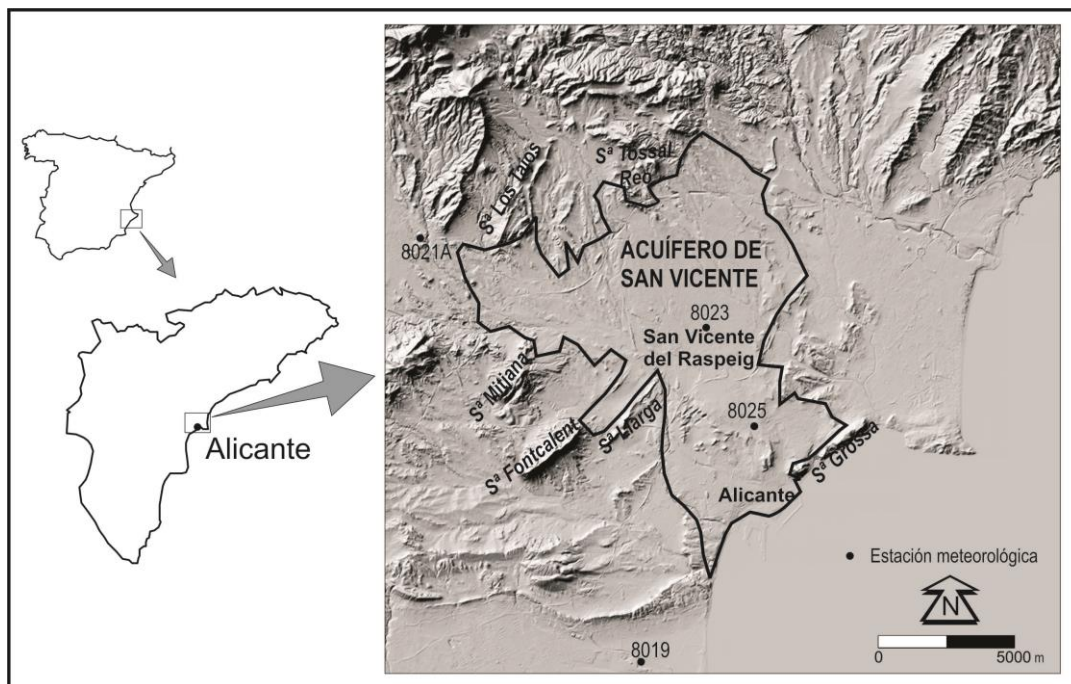 Alicante
Sª Tossal
Reo
Sª Los Talos
8021A
ACUÍFERO DE
SAN VICENTE
8023
San Vicente
del Raspeig
Sª Mitjana
Sª Fontcalent
Sª Llarga
8025
Sª Grossa
Alicante
Estación meteorológica
N
0 5000 m
8019